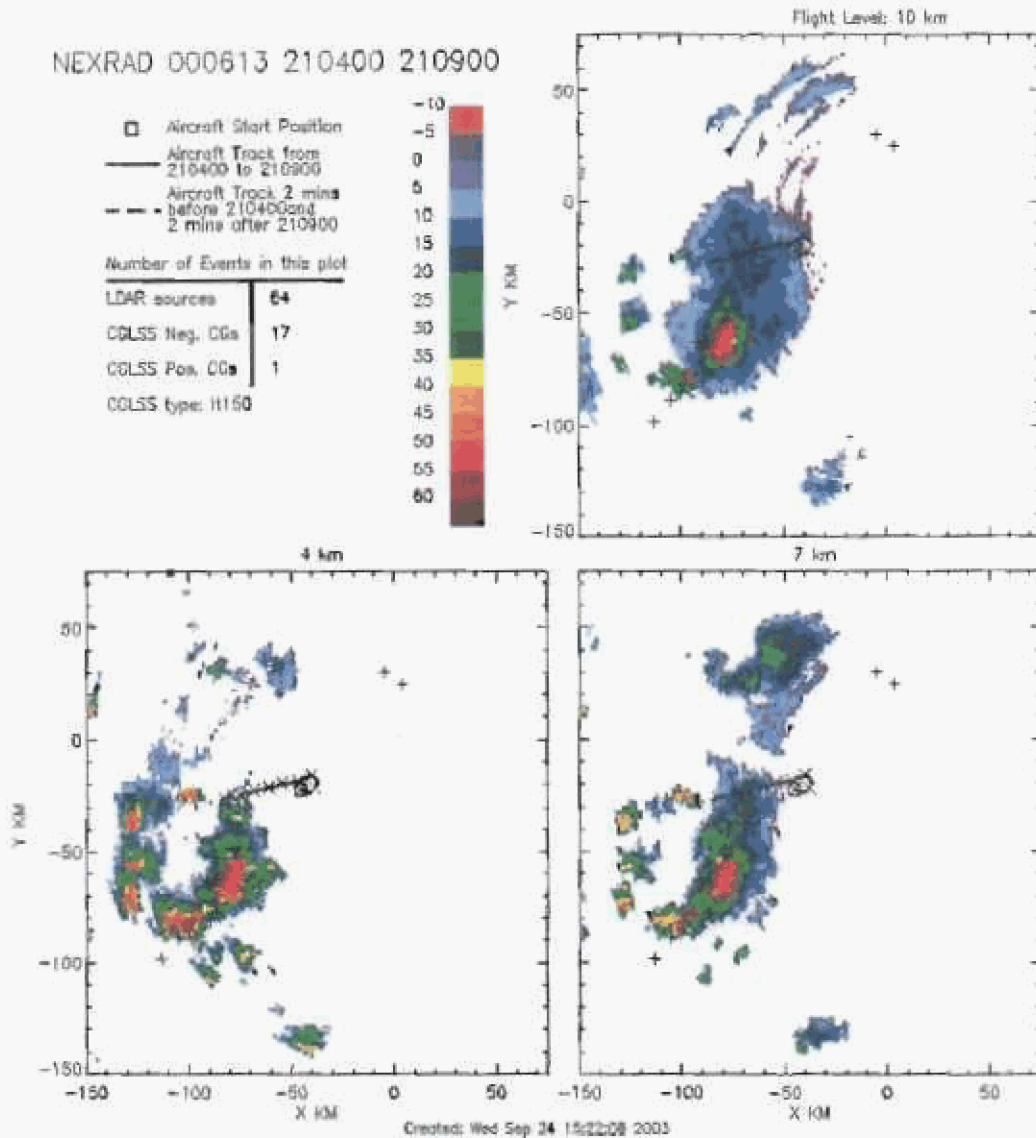 Flight Level: 10 km
NEXRAD 000613 210400 210900
Aircraft Start Position
Aircraft Track from
210400 to 210900
Aircraft Track 2 mins
before 210400and
2 mins after 210900
Number of Events in this plot
LDAR sources 64
CGLSS Neg. CGs 17
CGLSS Pos. CGs 1
CGLSS type: lt150
-10
-5
0
5
10
15
20
25
30
35
40
45
50
55
60
50
0
-50
-100
-150
Y KM
4 km
7 km
50
0
-50
-100
-150
Y KM
-150 -100 -50 0 50
X KM
-150 -100 -50 0 50
X KM
Created: Wed Sep 24 15:22:08 2003